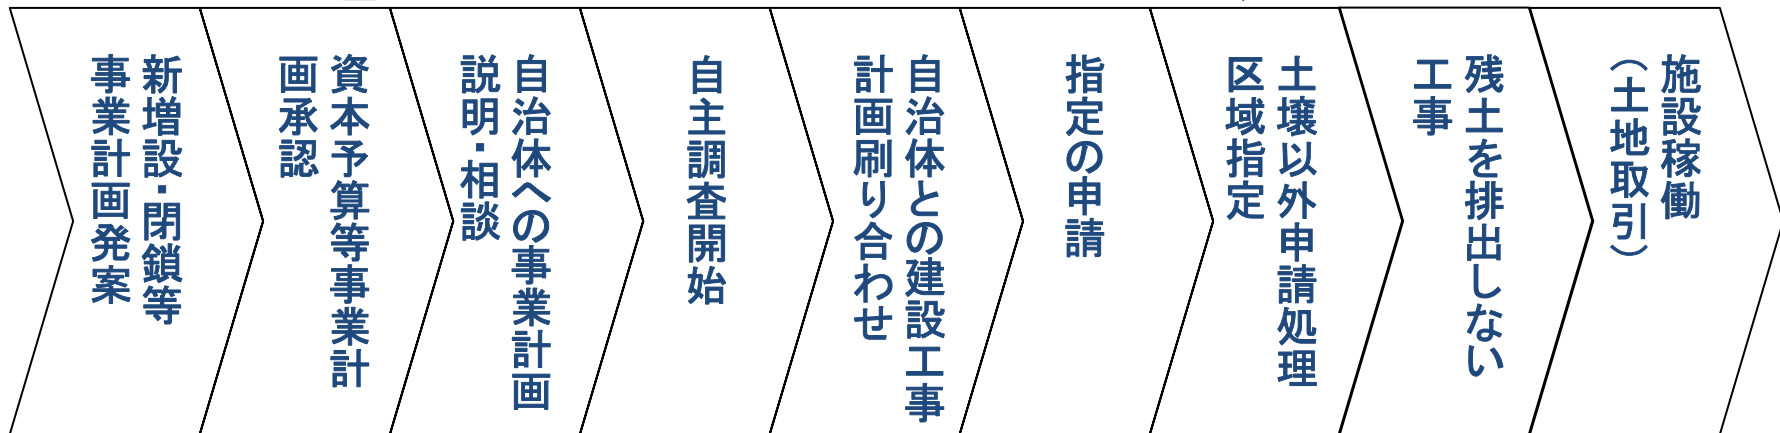 新増設・閉鎖等
事業計画発案
資本予算等事業計
画承認
自治体への事業計画
説明・相談
自主調査開始
自治体との建設工事
計画刷り合わせ
指定の申請
土壌以外申請処理
区域指定
残土を排出しない
工事
施設稼働
（土地取引）